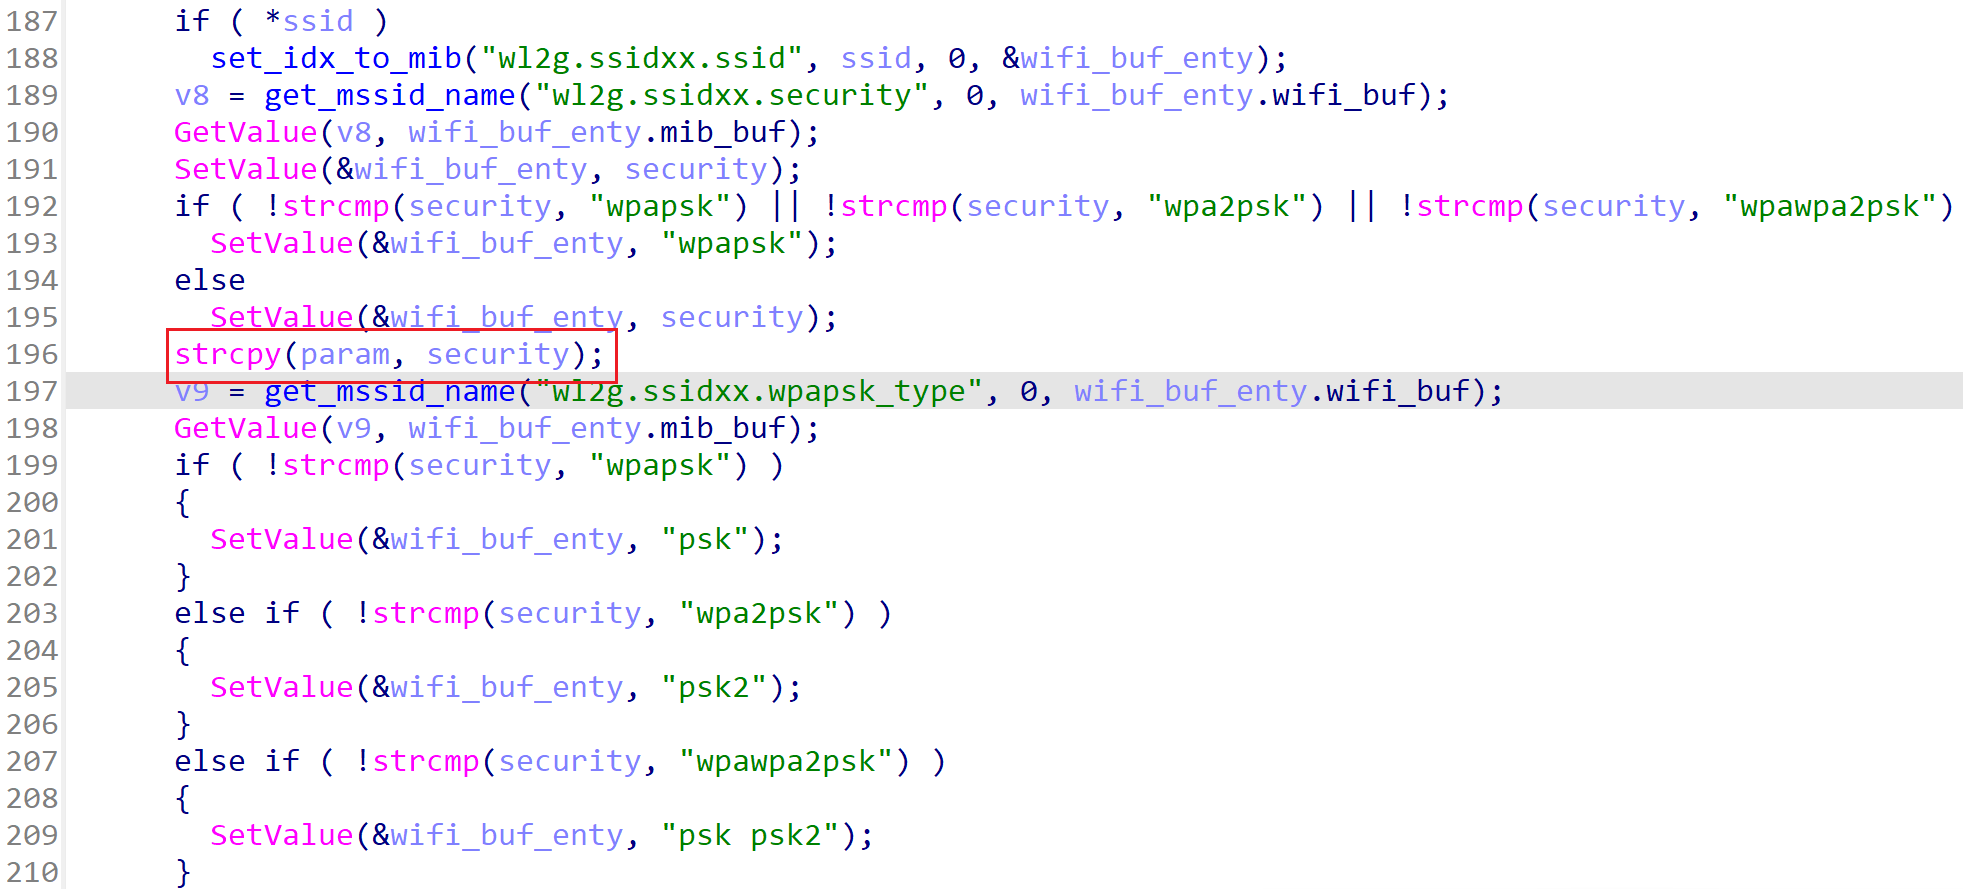 187 if ( *ssid )
188 set_idx_to_mib("wl2g.ssidxx.ssid", ssid, 0, &wifi_buf_enty);
189 v8 = get_mssid_name("wl2g.ssidxx.security", 0, wifi_buf_enty.wifi_buf);
190 GetValue(v8, wifi_buf_enty.mib_buf);
191 SetValue(&wifi_buf_enty, security);
192 if ( !strcmp(security, "wpapsk") || !strcmp(security, "wpa2psk") || !strcmp(security, "wpawpa2psk")
193 SetValue(&wifi_buf_enty, "wpapsk");
194 else
195 SetValue(&wifi_buf_enty, security);
196 strcpy(param, security);
197 v9 = get_mssid_name("wl2g.ssidxx.wpapsk_type", 0, wifi_buf_enty.wifi_buf);
198 GetValue(v9, wifi_buf_enty.mib_buf);
199 if ( !strcmp(security, "wpapsk") )
200 {
201 SetValue(&wifi_buf_enty, "psk");
202 }
203 else if ( !strcmp(security, "wpa2psk") )
204 {
205 SetValue(&wifi_buf_enty, "psk2");
206 }
207 else if ( !strcmp(security, "wpawpa2psk") )
208 {
209 SetValue(&wifi_buf_enty, "psk psk2");
210 }